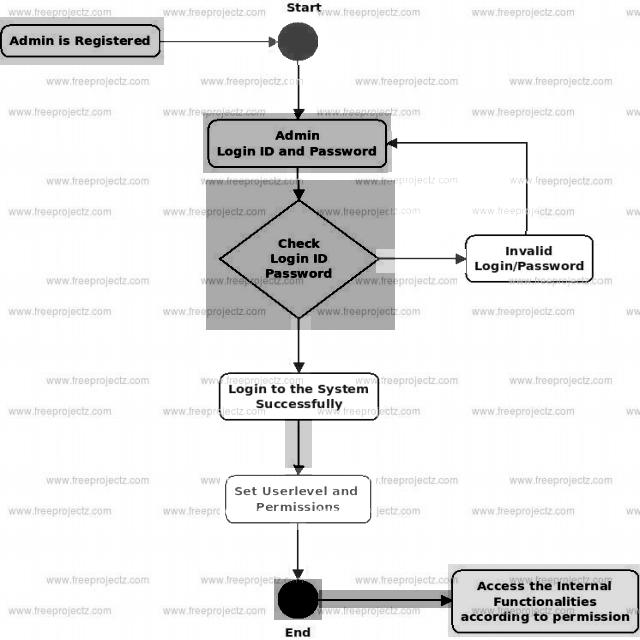 Start
Admin is Registered
Admin
Login ID and Password
Check
Login ID
Password
Invalid
Login/Password
Login to the System
Successfully
Set Userlevel and
Permissions
End
Access the Internal
Functionalities
according to permission
www.freeprojectz.com